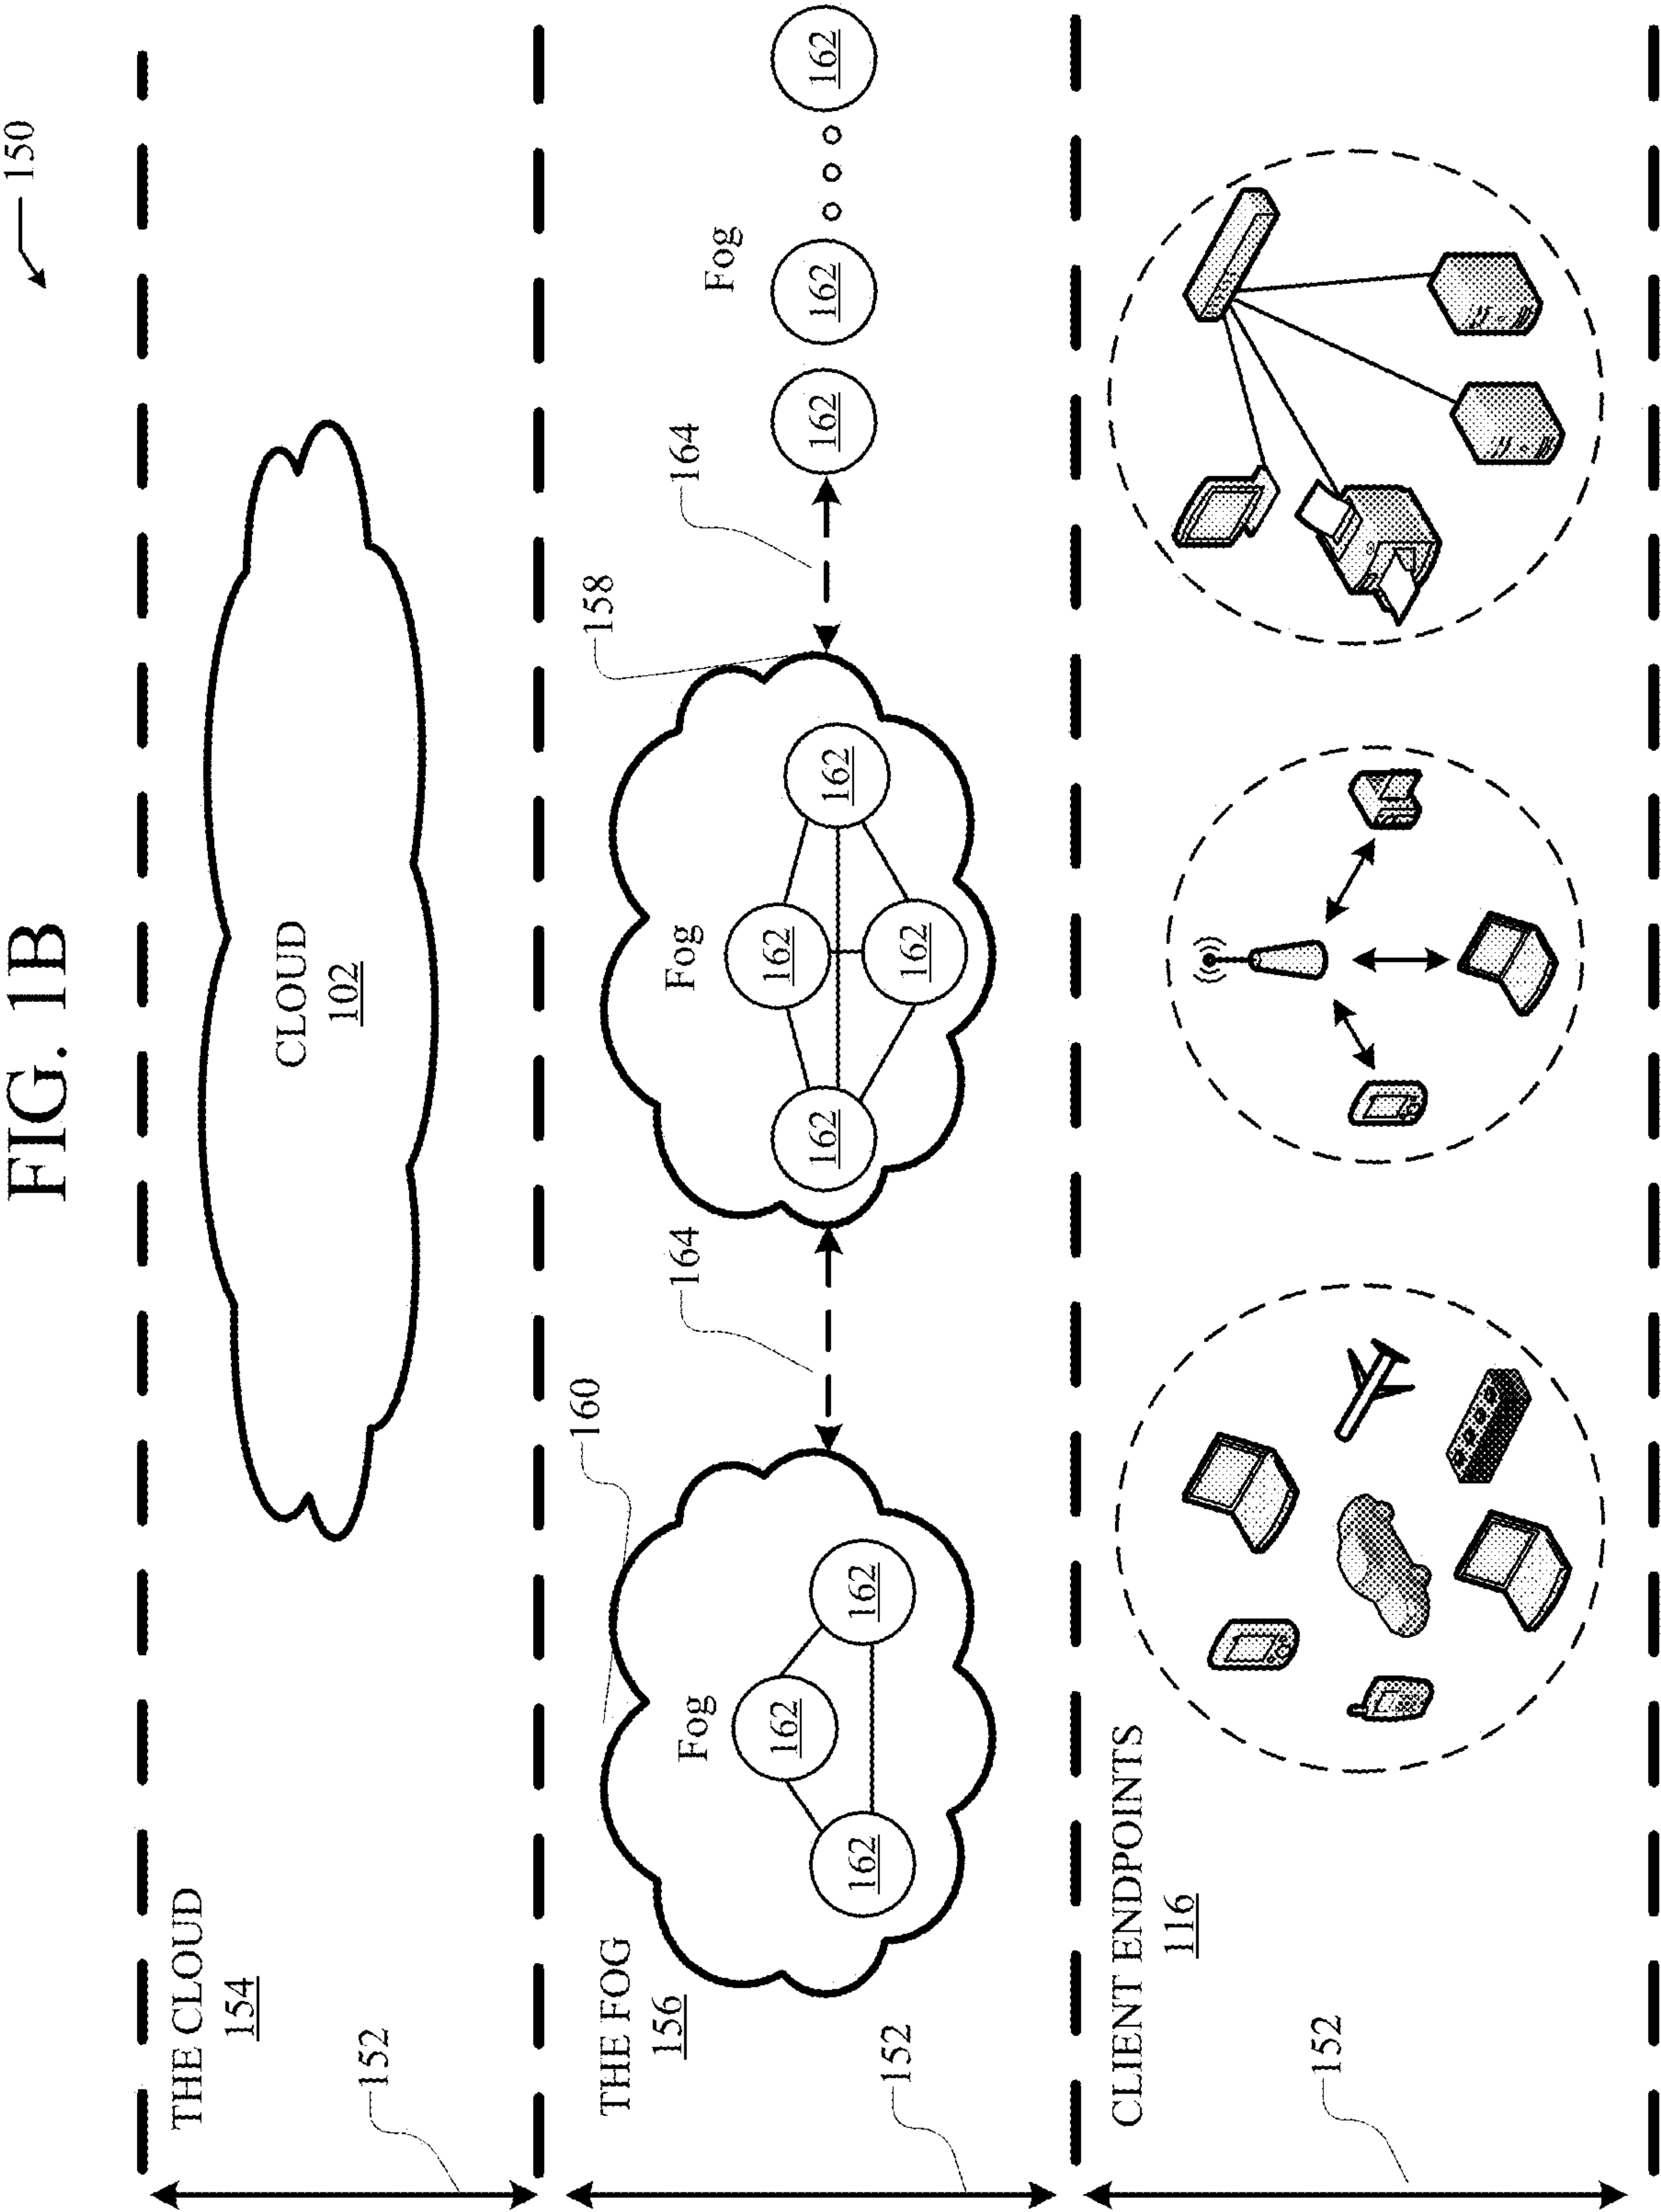 FIG. 1B
150
THE CLOUD
154
CLOUD
102
152
THE FOG
156
160
158
164
164
Fog
Fog
Fog
162
162
162
162
162
162
162
162
162
162
152
CLIENT ENDPOINTS
116
152